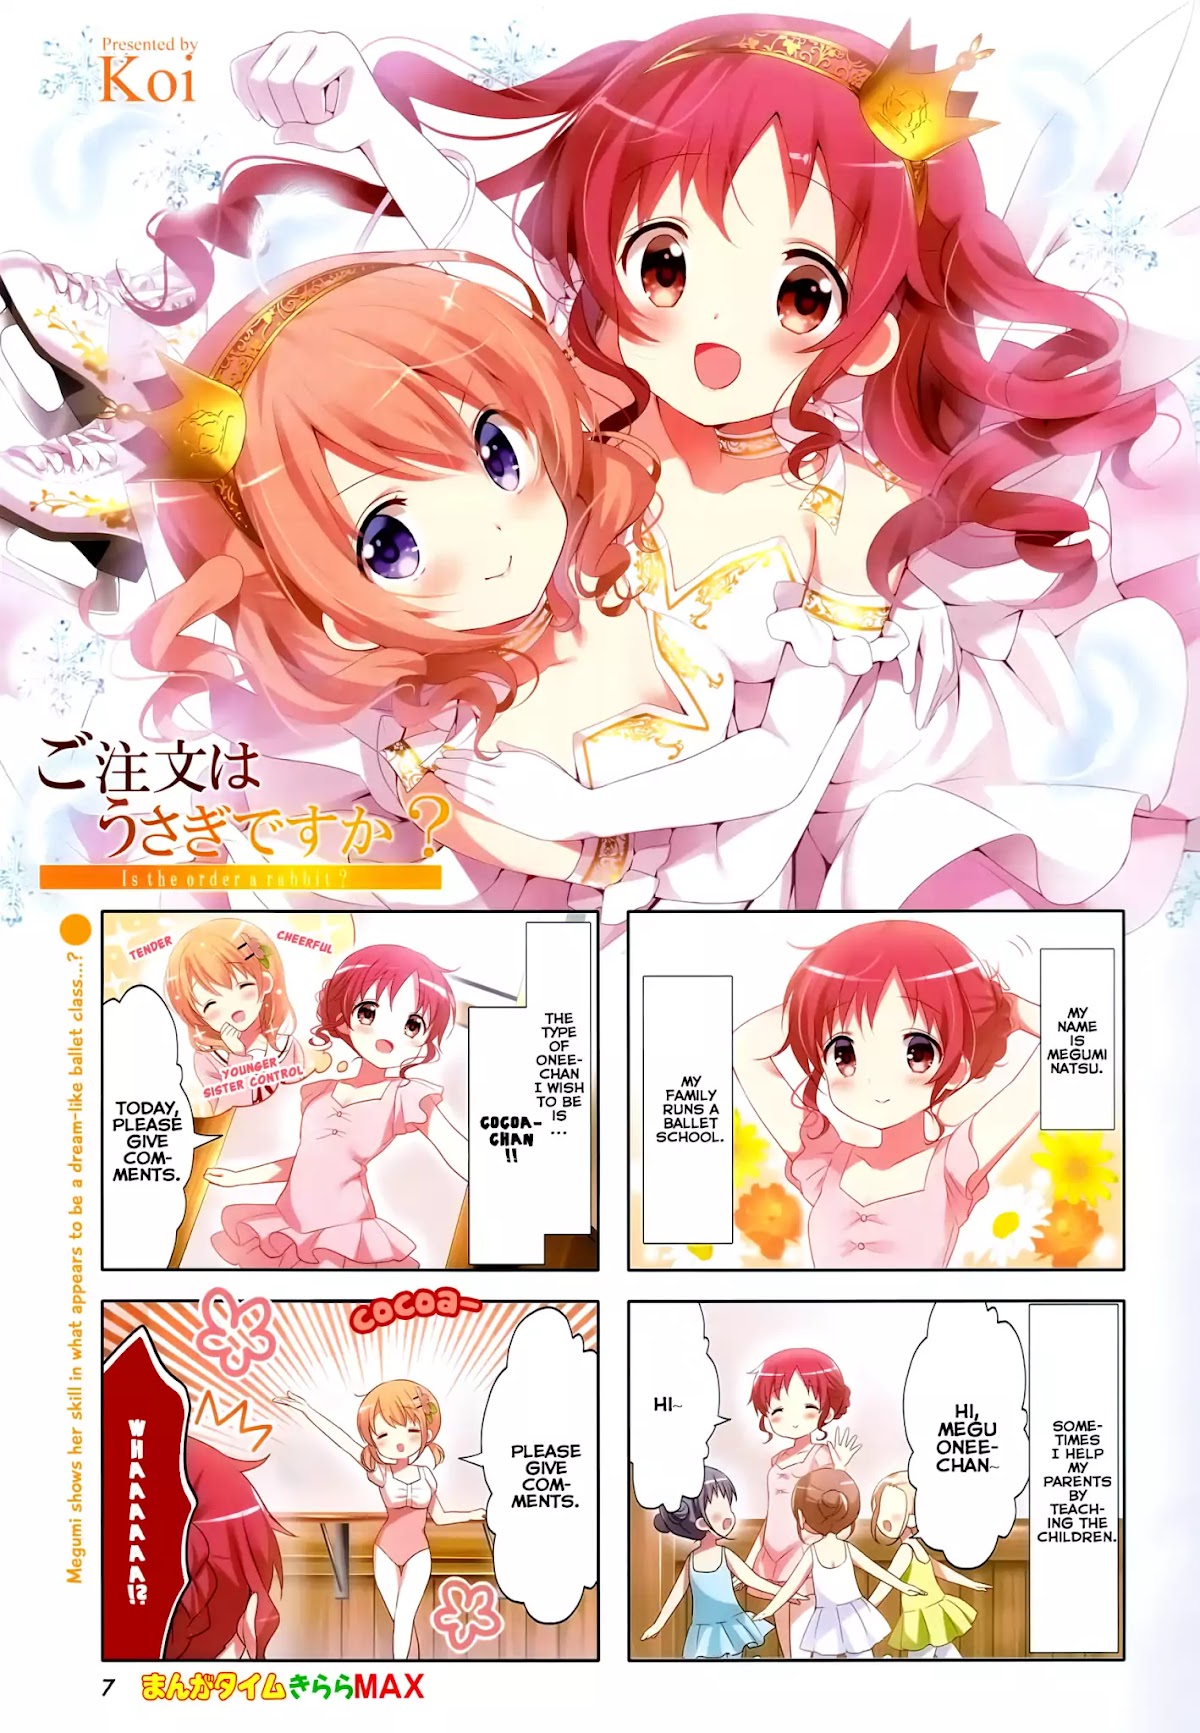 Presented by
Koi
ご注文は
うさぎですか？
Is the order a rabbit?
Megumi shows her skill in what appears to be a dream-like ballet class...?
MY
NAME
IS
MEGUMI
NATSU.
MY
FAMILY
RUNS A
BALLET
SCHOOL.
SOME-
TIMES
I HELP
MY
PARENTS
BY
TEACH-
ING THE
CHILDREN.
HI,
MEGU
ONEE-
CHAN~
HI~
THE
TYPE
OF
ONEE-
CHAN
I WISH
TO BE
IS
...
COCOA-
CHAN
!!
TENDER
CHEERFUL
YOUNGER
SISTER CONTROL
TODAY,
PLEASE
GIVE
COM-
MENTS.
COCOA~
PLEASE
GIVE
COM-
MENTS.
WHAAAAAA!?
7
まんがタイムきららMAX